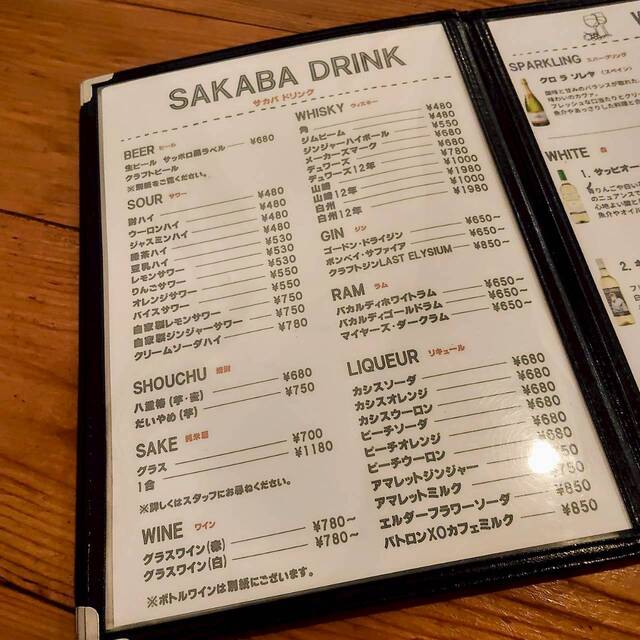 SAKABA DRINK
サカバ ドリンク
BEER ビール
生ビール サッポロ黒ラベル ¥680
クラフトビール
※別紙をご覧ください。
SOUR サワー
酎ハイ ¥480
ウーロンハイ ¥480
ジャスミンハイ ¥480
緑茶ハイ ¥530
豆乳ハイ ¥530
レモンサワー ¥530
りんごサワー ¥550
オレンジサワー ¥550
バイスサワー ¥750
自家製レモンサワー ¥750
自家製ジンジャーサワー ¥780
クリームソーダハイ
SHOUCHU 焼酎
八重椿(芋・麦) ¥680
だいやめ(芋) ¥750
SAKE 純米酒
グラス ¥700
1合 ¥1180
※詳しくはスタッフにお尋ねください。
WINE ワイン
グラスワイン(赤) ¥780~
グラスワイン(白) ¥780~
※ボトルワインは別紙にございます。
WHISKY ウィスキー
角 ¥480
ジムビーム ¥480
ジンジャーハイボール ¥550
メーカーズマーク ¥680
デュワーズ ¥580
デュワーズ12年 ¥780
山崎 ¥1000
山崎12年 ¥1980
白州 ¥1000
白州12年 ¥1980
GIN ジン
ゴードン・ドライジン ¥650~
ボンベイ・サファイア ¥650~
クラフトジンLAST ELYSIUM ¥850~
RAM ラム
バカルディホワイトラム ¥650~
バカルディゴールドラム ¥650~
マイヤーズ・ダークラム ¥650~
LIQUEUR リキュール
カシスソーダ ¥680
カシスオレンジ ¥680
カシスウーロン ¥680
ピーチソーダ ¥680
ピーチオレンジ ¥680
ピーチウーロン
アマレットジンジャー
アマレットミルク ¥750
エルダーフラワーソーダ ¥850
パトロンXOカフェミルク ¥850
SPARKLING スパークリング
クロ ラ ソレヤ (スペイン)
WHITE 白
1. サッビオー
2.